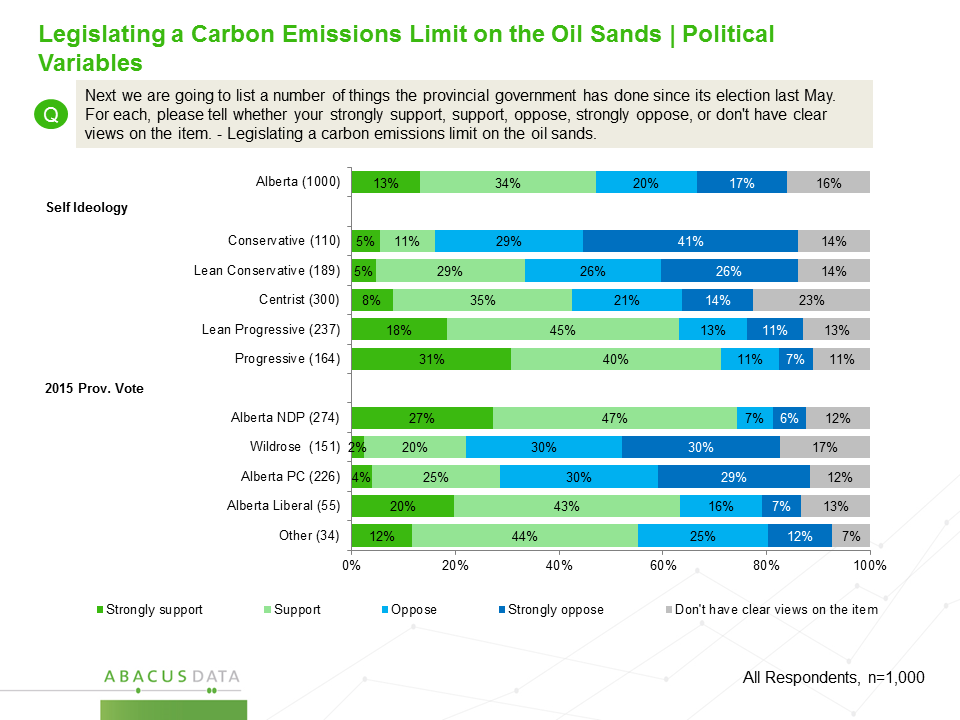 Legislating a Carbon Emissions Limit on the Oil Sands | Political
Variables
Q
Next we are going to list a number of things the provincial government has done since its election last May.
For each, please tell whether your strongly support, support, oppose, strongly oppose, or don't have clear
views on the item. - Legislating a carbon emissions limit on the oil sands.
Alberta (1000) 13% 34% 20% 17% 16%
Self Ideology
Conservative (110) 5% 11% 29% 41% 14%
Lean Conservative (189) 5% 29% 26% 26% 14%
Centrist (300) 8% 35% 21% 14% 23%
Lean Progressive (237) 18% 45% 13% 11% 13%
Progressive (164) 31% 40% 11% 7% 11%
2015 Prov. Vote
Alberta NDP (274) 27% 47% 7% 6% 12%
Wildrose (151) 2% 20% 30% 30% 17%
Alberta PC (226) 4% 25% 30% 29% 12%
Alberta Liberal (55) 20% 43% 16% 7% 13%
Other (34) 12% 44% 25% 12% 7%
0% 20% 40% 60% 80% 100%
Strongly support Support Oppose Strongly oppose Don't have clear views on the item
ABACUS DATA
All Respondents, n=1,000